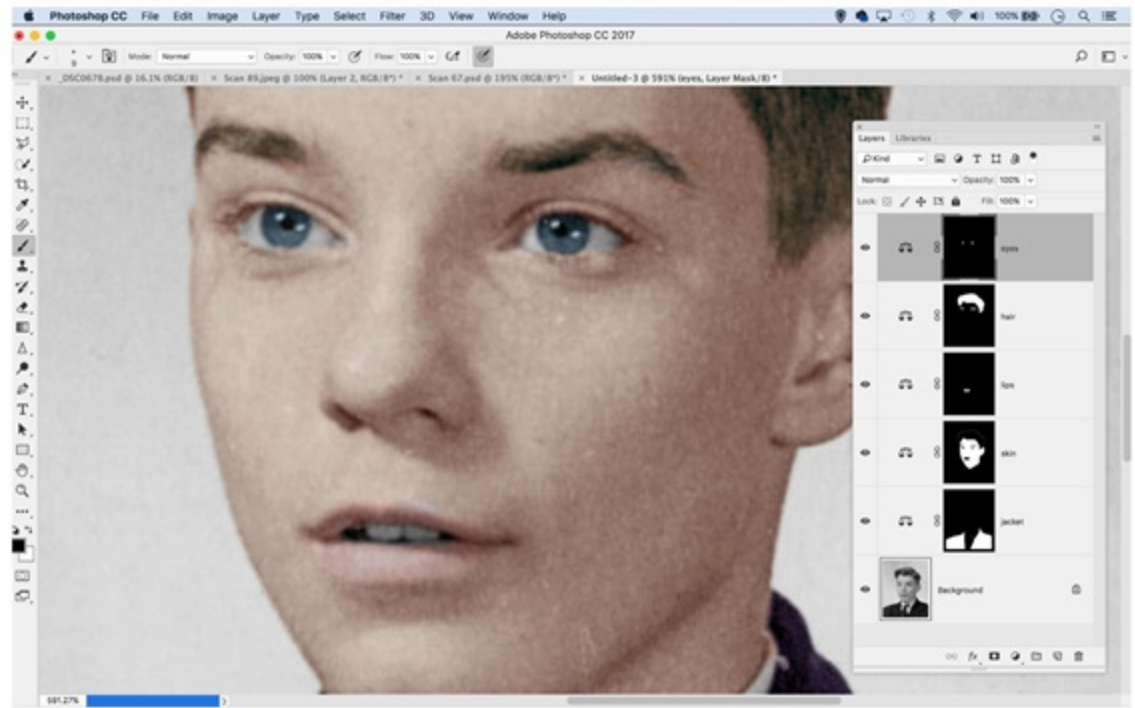 Photoshop CC File Edit Image Layer Type Select Filter 3D View Window Help 100%
Adobe Photoshop CC 2017
9 Mode: Normal Opacity: 100% Flow: 100%
× _DSC0678.psd @ 16.1% (RGB/8) × Scan 89.jpeg @ 100% (Layer 2, RGB/8*) * × Scan 67.psd @ 195% (RGB/8*) * × Untitled-3 @ 591% (eyes, Layer Mask/8) *
Layers Libraries
Kind
Normal Opacity: 100%
Lock: Fill: 100%
eyes
hair
lips
skin
jacket
Background
fx
591.27%